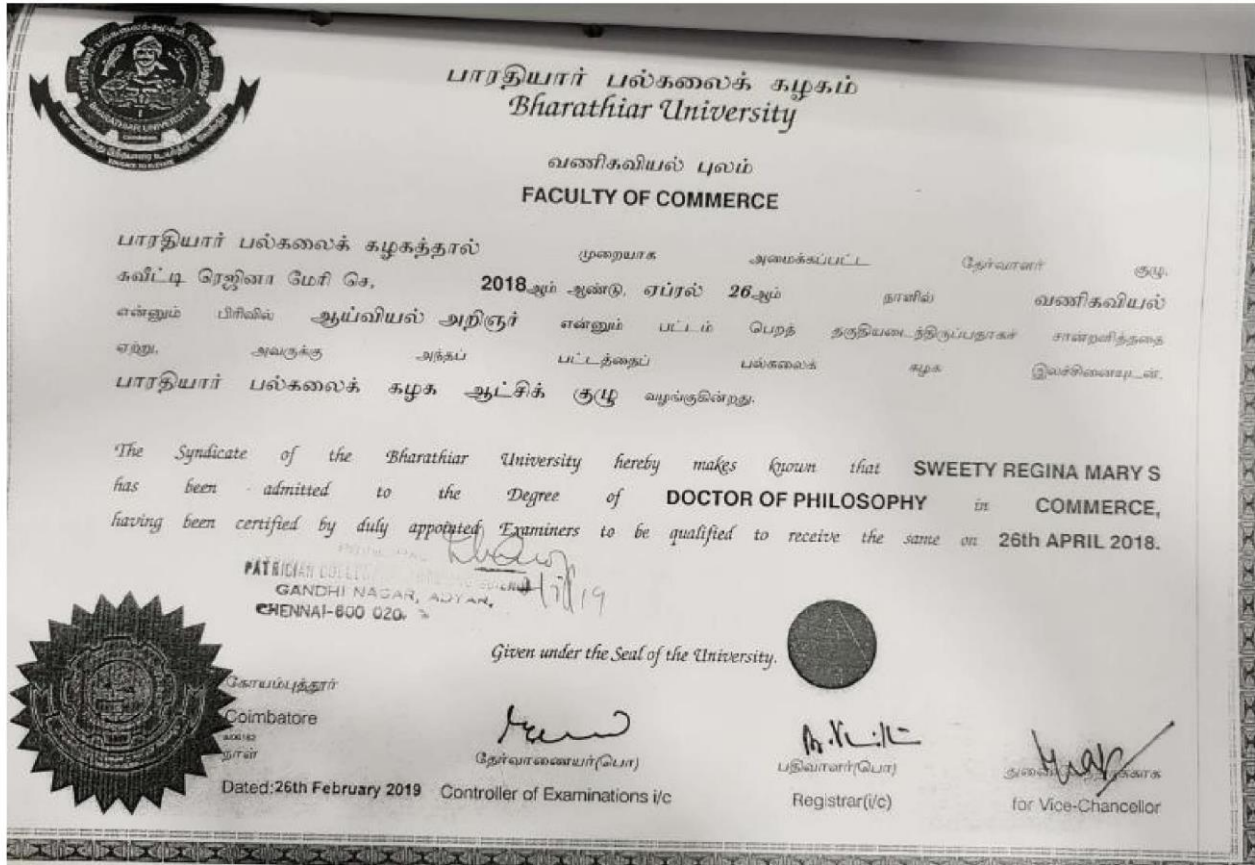 BHARATHIAR UNIVERSITY
EDUCATE TO ELEVATE
பாரதியார் பல்கலைக் கழகம்
Bharathiar University
வணிகவியல் புலம்
FACULTY OF COMMERCE
பாரதியார் பல்கலைக் கழகத்தால் முறையாக அமைக்கப்பட்ட தேர்வாளர் குழு,
சுவீட்டி ரெஜினா மேரி செ, 2018ஆம் ஆண்டு, ஏப்ரல் 26ஆம் நாளில் வணிகவியல்
என்னும் பிரிவில் ஆய்வியல் அறிஞர் என்னும் பட்டம் பெறத் தகுதியடைந்திருப்பதாகச் சான்றளித்ததை
ஏற்று, அவருக்கு அந்தப் பட்டத்தைப் பல்கலைக் கழக இலச்சினையுடன்,
பாரதியார் பல்கலைக் கழக ஆட்சிக் குழு வழங்குகின்றது.
The Syndicate of the Bharathiar University hereby makes known that SWEETY REGINA MARY S
has been admitted to the Degree of DOCTOR OF PHILOSOPHY in COMMERCE,
having been certified by duly appointed Examiners to be qualified to receive the same on 26th APRIL 2018.
PATRICIAN
GANDHI NAGAR, ADYAR,
CHENNAI-600 020.
Given under the Seal of the University.
கோயம்புத்தூர்
Coimbatore
நாள்
Dated:26th February 2019
தேர்வாணையர்(பொ)
Controller of Examinations i/c
பதிவாளர்(பொ)
Registrar(i/c)
for Vice-Chancellor